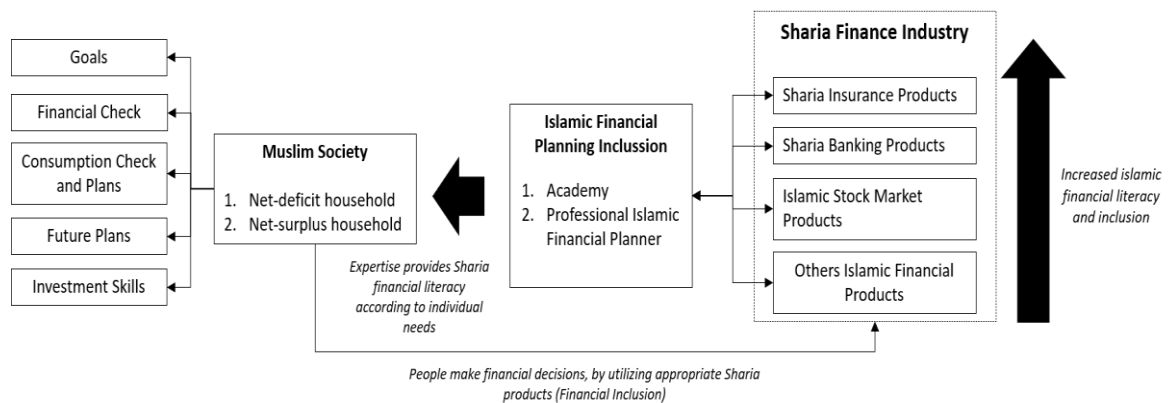 Goals
Financial Check
Consumption Check
and Plans
Future Plans
Investment Skills
Muslim Society
1. Net-deficit household
2. Net-surplus household
Expertise provides Sharia
financial literacy
according to individual
needs
Islamic Financial
Planning Inclussion
1. Academy
2. Professional Islamic
Financial Planner
Sharia Finance Industry
Sharia Insurance Products
Sharia Banking Products
Islamic Stock Market
Products
Others Islamic Financial
Products
Increased islamic
financial literacy
and inclusion
People make financial decisions, by utilizing appropriate Sharia
products (Financial Inclusion)